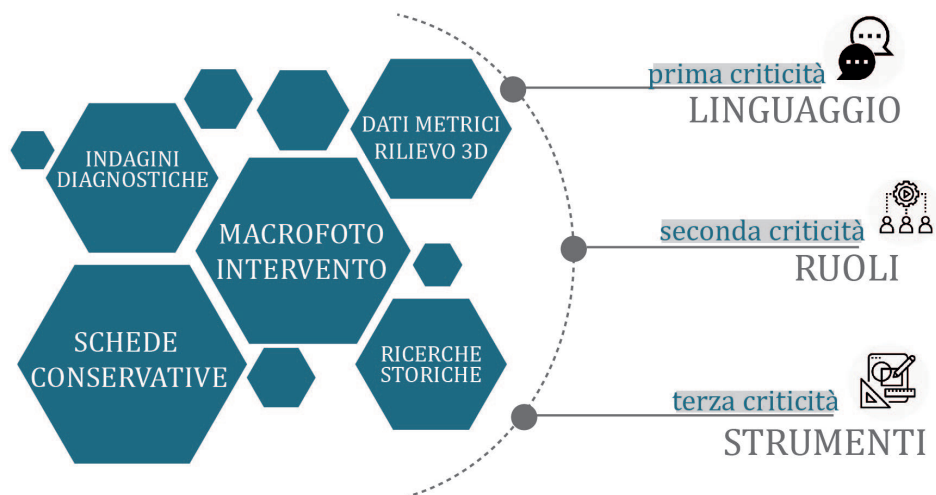 INDAGINI
DIAGNOSTICHE
DATI METRICI
RILIEVO 3D
MACROFOTO
INTERVENTO
SCHEDE
CONSERVATIVE
RICERCHE
STORICHE
prima criticità
LINGUAGGIO
seconda criticità
RUOLI
terza criticità
STRUMENTI